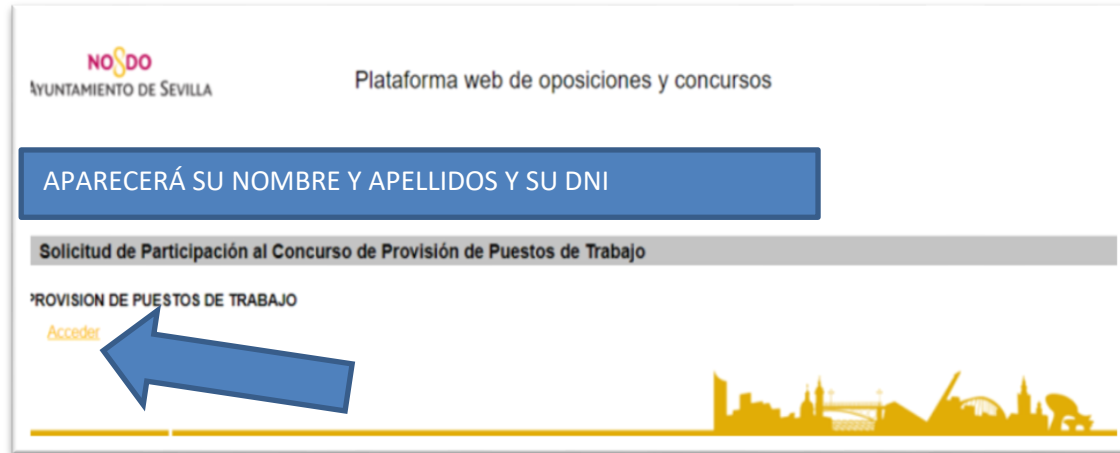 NO8DO
AYUNTAMIENTO DE SEVILLA
Plataforma web de oposiciones y concursos
APARECERÁ SU NOMBRE Y APELLIDOS Y SU DNI
Solicitud de Participación al Concurso de Provisión de Puestos de Trabajo
PROVISION DE PUESTOS DE TRABAJO
Acceder